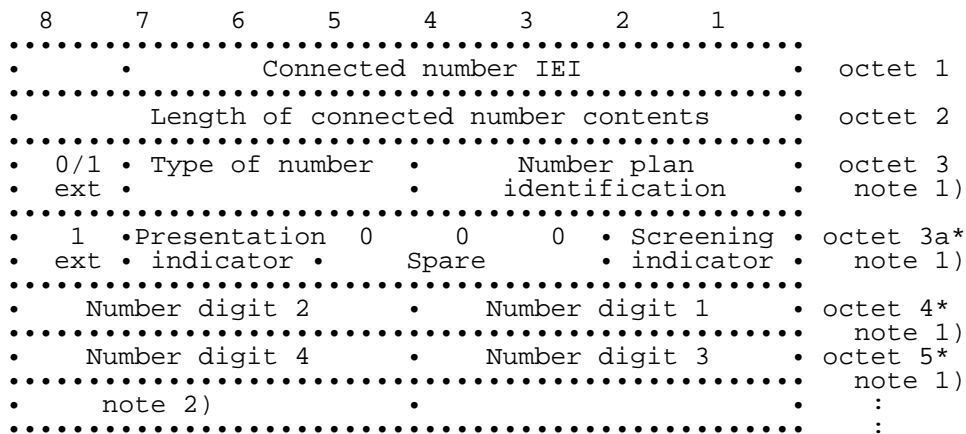 8 7 6 5 4 3 2 1
Connected number IEI octet 1
Length of connected number contents octet 2
0/1 Type of number Number plan octet 3
ext identification note 1)
1 Presentation 0 0 0 Screening octet 3a*
ext indicator Spare indicator note 1)
Number digit 2 Number digit 1 octet 4*
note 1)
Number digit 4 Number digit 3 octet 5*
note 1)
note 2) :
: